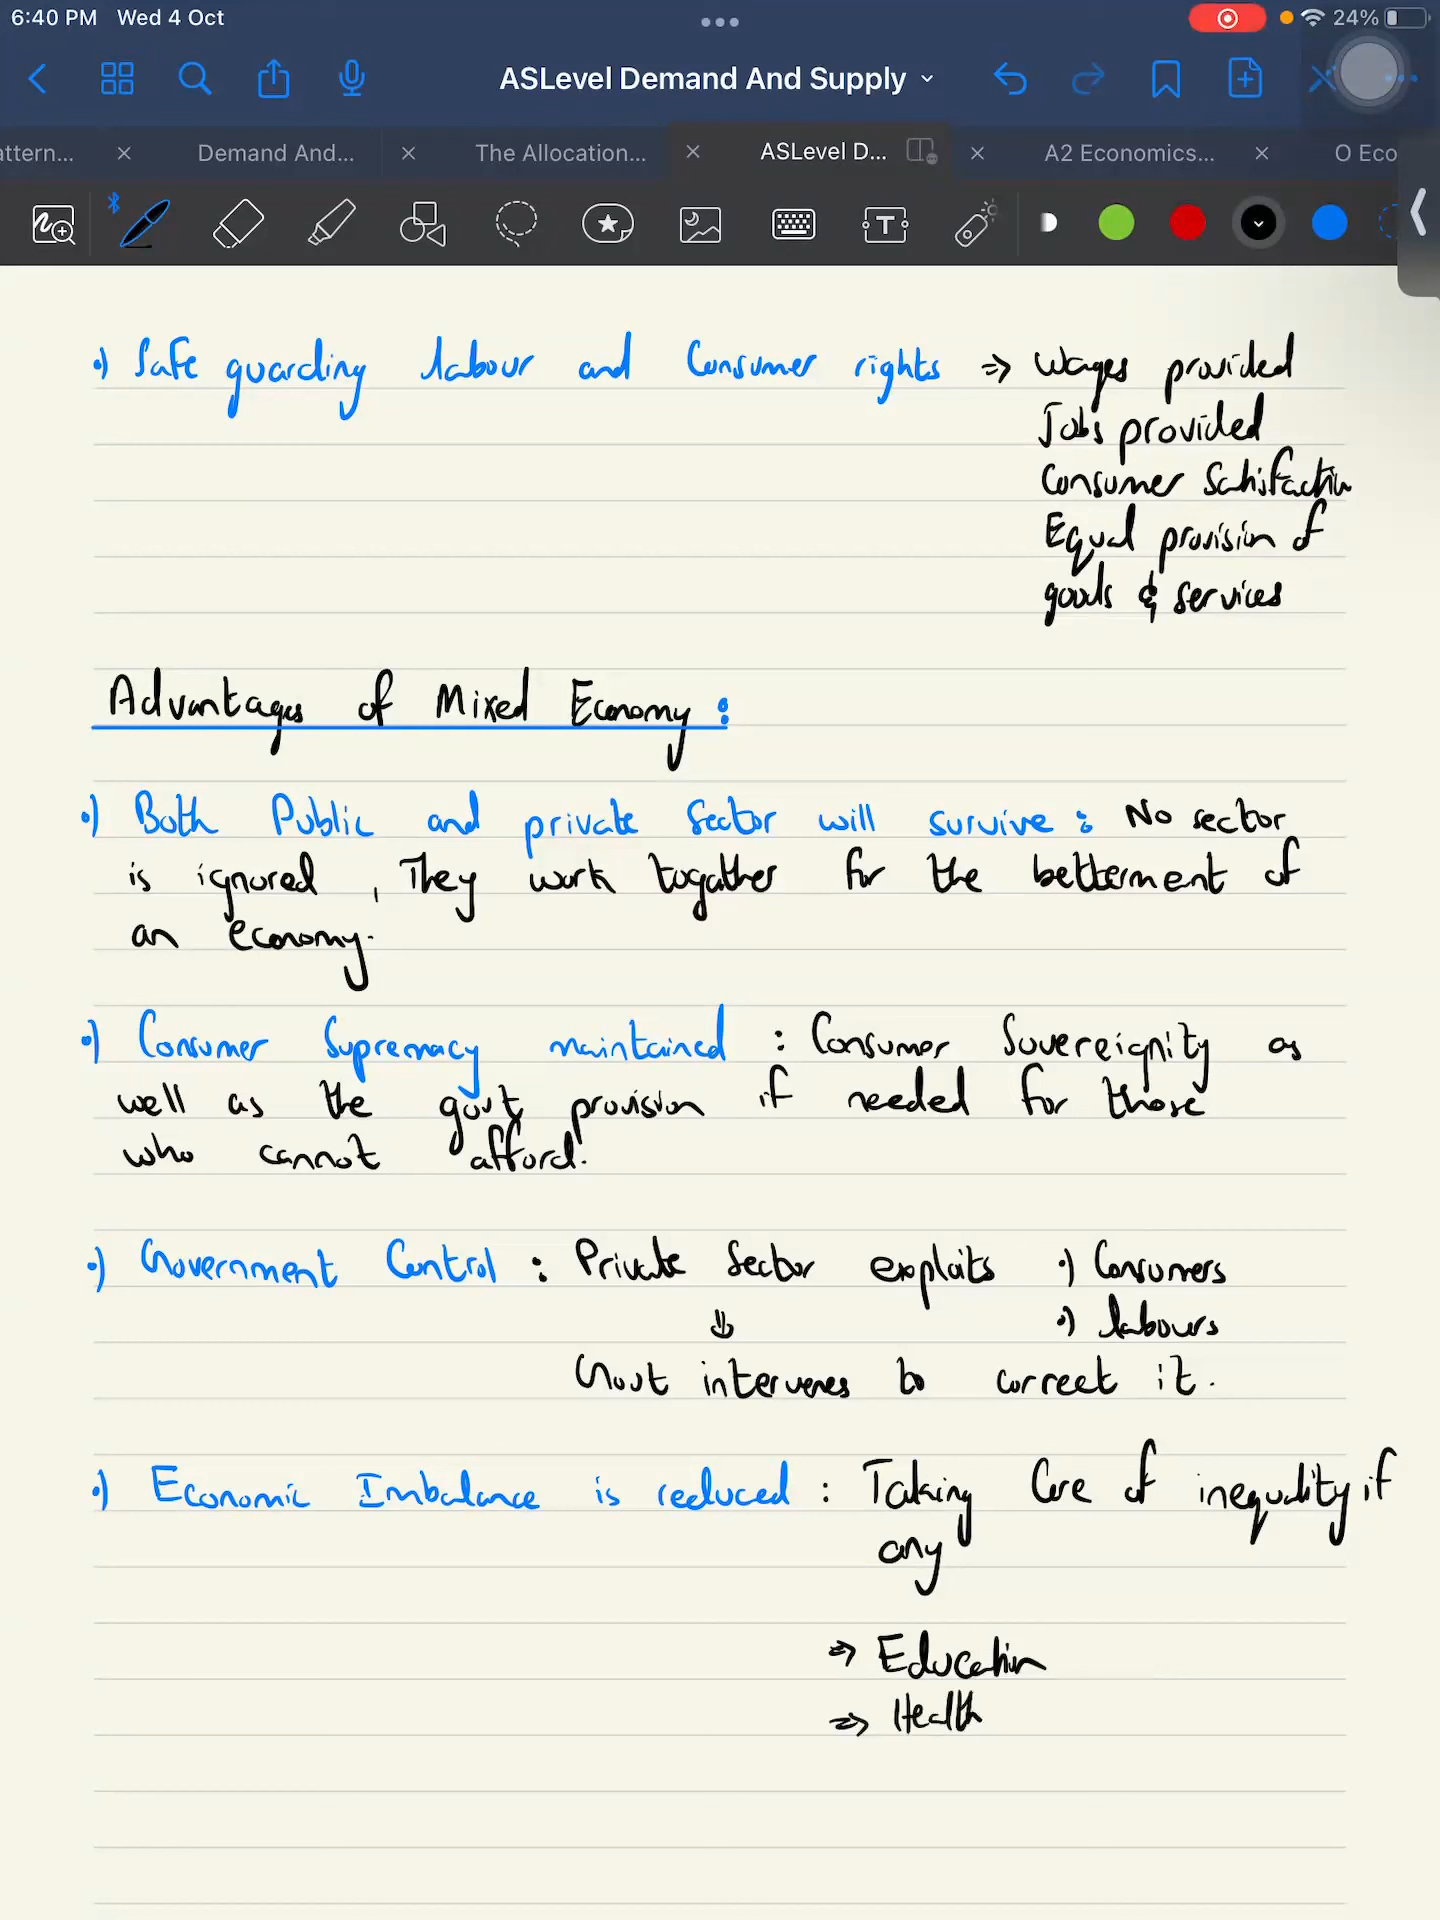 6:40 PM Wed 4 Oct
24%
ASLevel Demand And Supply
attern...
Demand And...
The Allocation...
ASLevel D...
A2 Economics...
O Eco
Safe guarding labour and Consumer rights ⇒ Wages provided
Jobs provided
Consumer Satisfaction
Equal provision of
goods & services
Advantages of Mixed Economy :
Both Public and private Sector will survive : No sector
is ignored , They work togather for the betterment of
an economy.
Consumer Supremacy maintained : Consumer Sovereignity as
well as the govt provision if needed for those
who cannot afford.
Government Control : Private Sector exploits •) Consumers
⇓ •) labours
Govt intervenes to correct it.
Economic Imbalance is reduced : Taking Care of inequality if
any
⇒ Education
⇒ Health